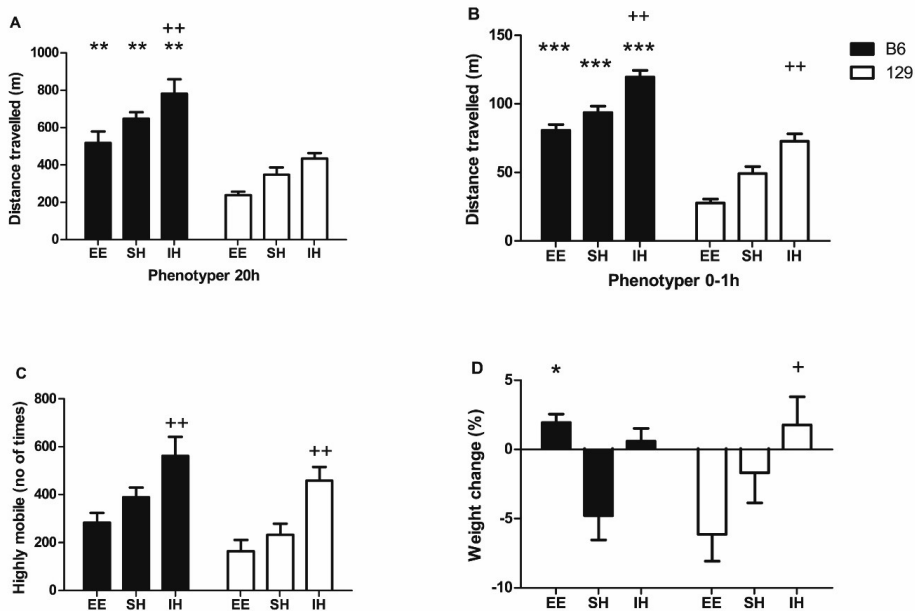 A
++
** ** **
1000
800
600
400
200
0
Distance travelled (m)
EE SH IH EE SH IH
Phenotyper 20h
B
++
*** *** *** ++
150
100
50
0
Distance travelled (m)
EE SH IH EE SH IH
Phenotyper 0-1h
B6
129
C
++ ++
800
600
400
200
0
Highly mobile (no of times)
EE SH IH EE SH IH
D
* +
5
0
-5
-10
Weight change (%)
EE SH IH EE SH IH